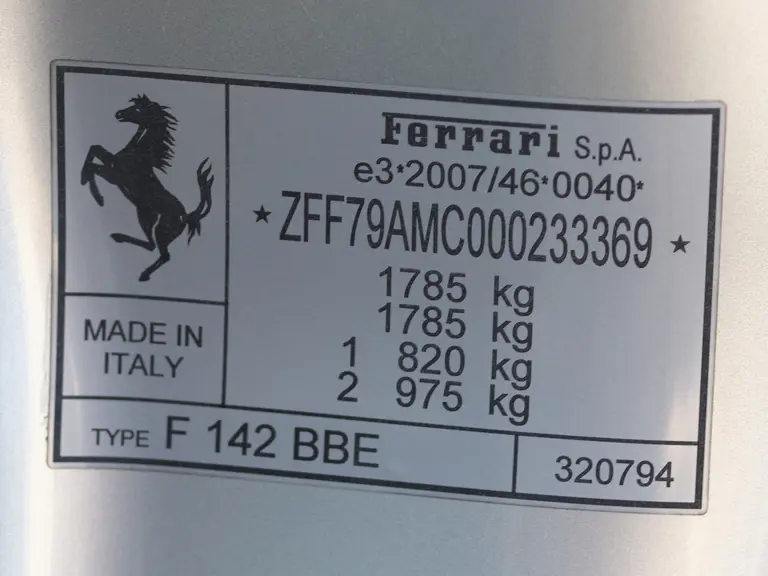 Ferrari S.p.A.
e3*2007/46*0040*
★ ZFF79AMC000233369 ★
1785 kg
1785 kg
1 820 kg
2 975 kg
MADE IN
ITALY
TYPE F 142 BBE
320794